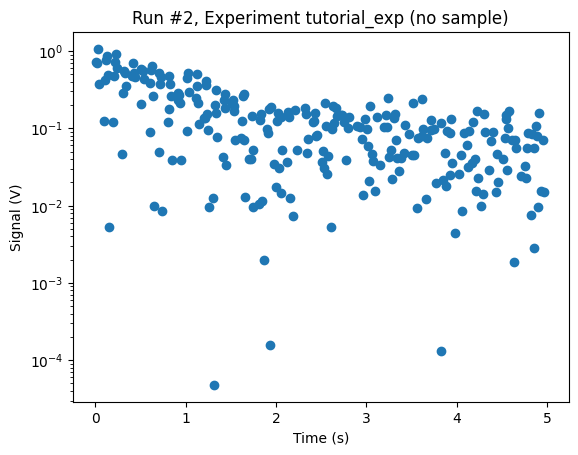 Run #2, Experiment tutorial_exp (no sample)
Signal (V)
10⁰
10⁻¹
10⁻²
10⁻³
10⁻⁴
0 1 2 3 4 5
Time (s)